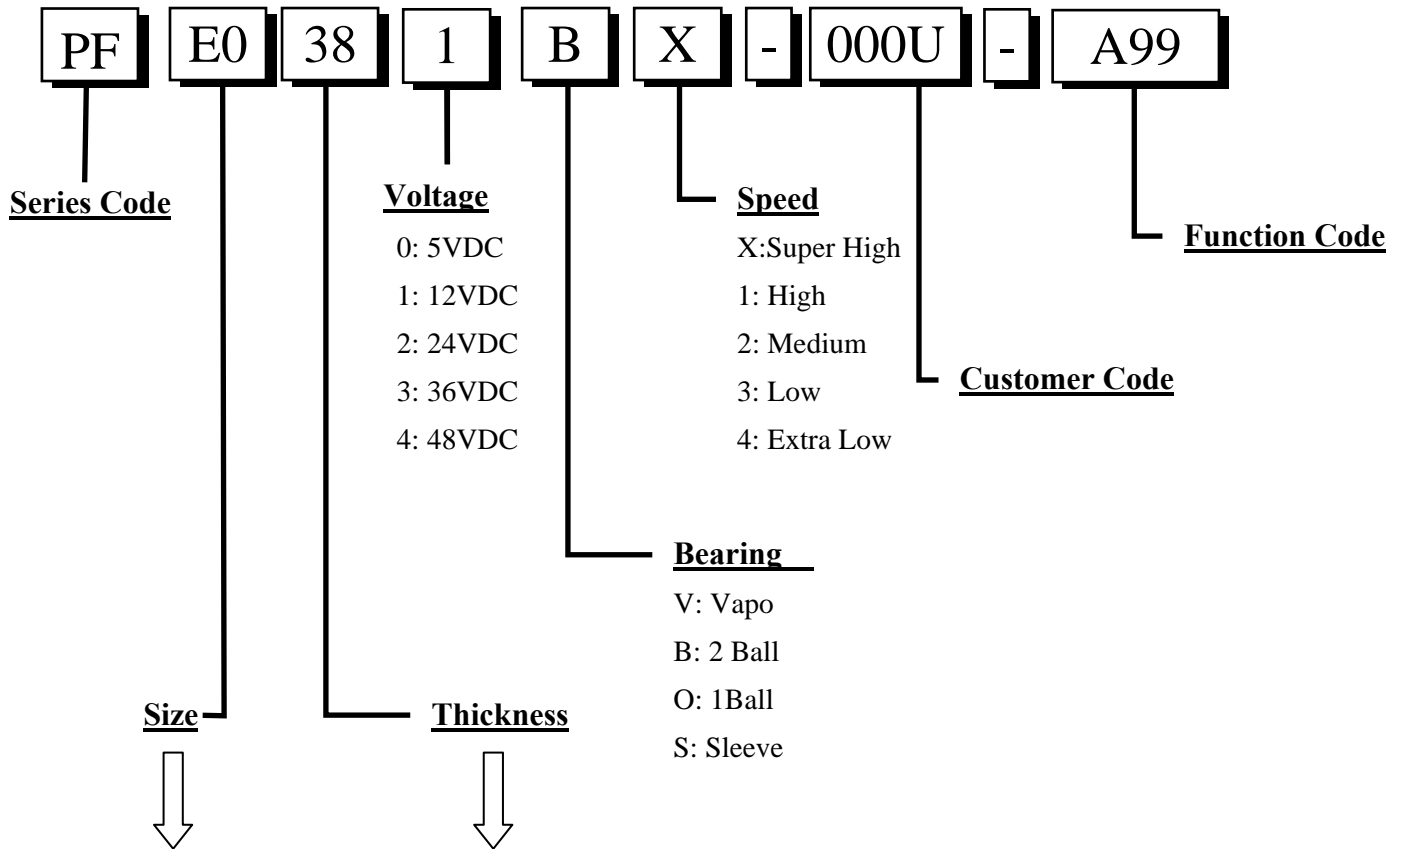 PF E0 38 1 B X - 000U - A99
Series Code
Voltage
0: 5VDC
1: 12VDC
2: 24VDC
3: 36VDC
4: 48VDC
Speed
X:Super High
1: High
2: Medium
3: Low
4: Extra Low
Function Code
Customer Code
Bearing
V: Vapo
B: 2 Ball
O: 1Ball
S: Sleeve
Size
Thickness